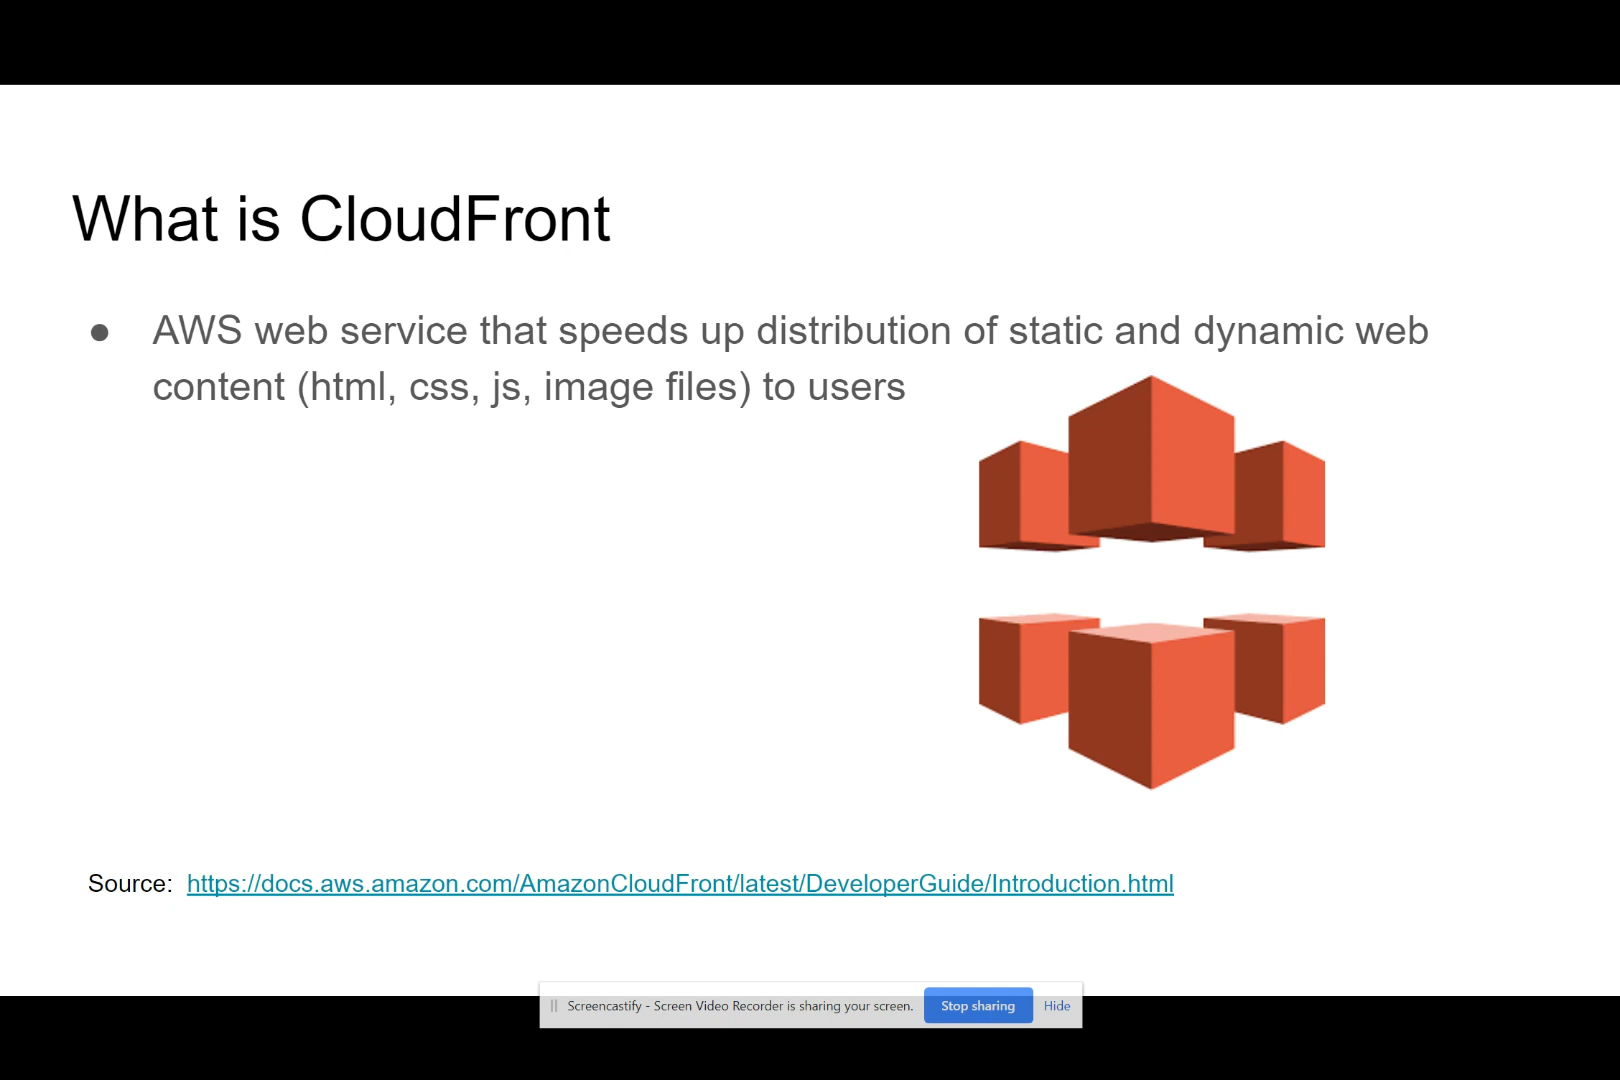 What is CloudFront
● AWS web service that speeds up distribution of static and dynamic web
content (html, css, js, image files) to users
Source: https://docs.aws.amazon.com/AmazonCloudFront/latest/DeveloperGuide/Introduction.html
Screencastify - Screen Video Recorder is sharing your screen. Stop sharing Hide